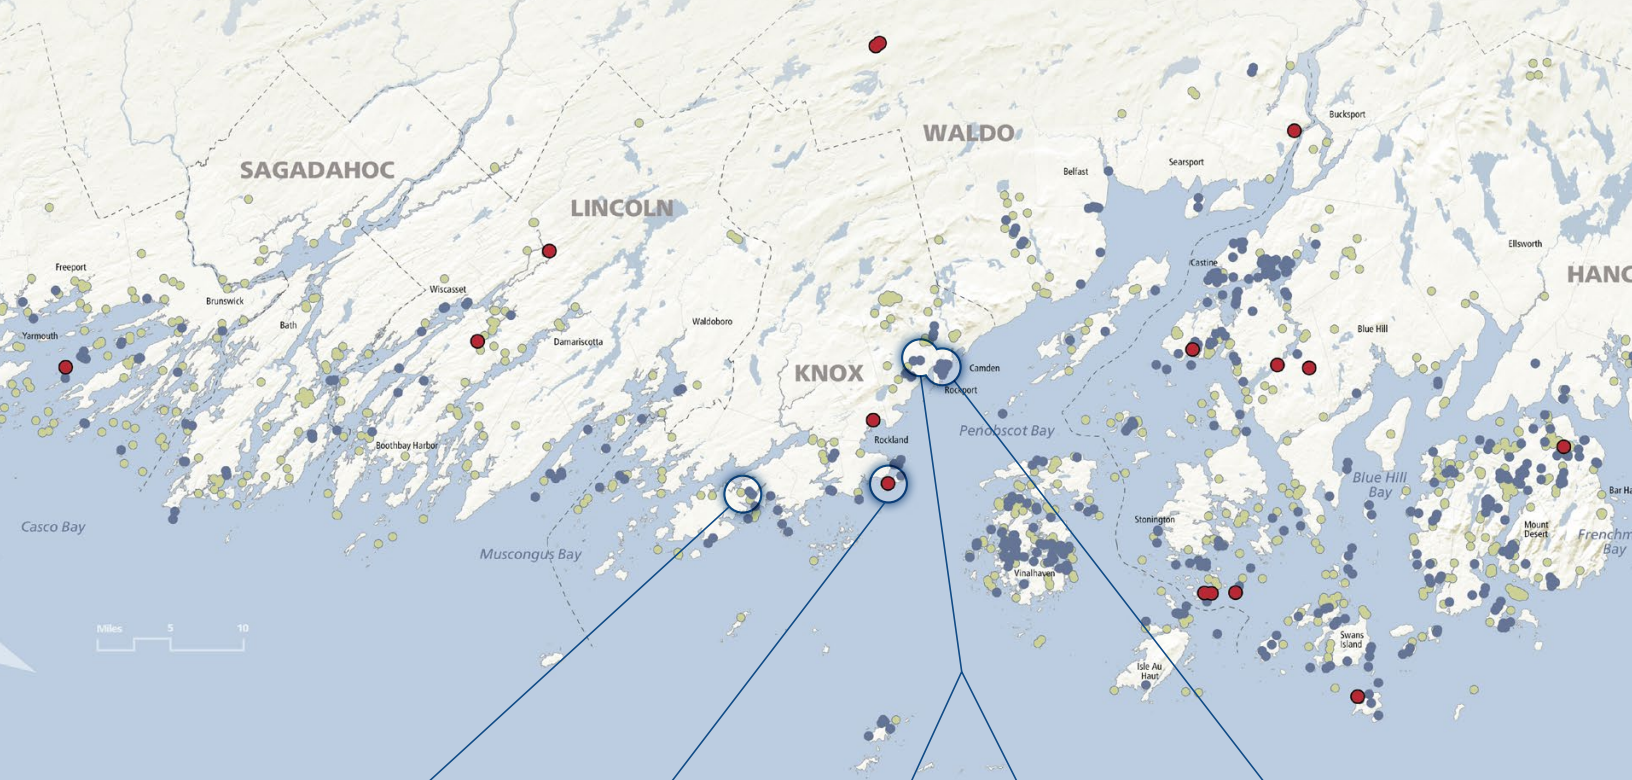 Bucksport
WALDO
SAGADAHOC
Searsport
Belfast
LINCOLN
Ellsworth
Castine
Freeport
HANC
Wiscasset
Brunswick
Waldoboro
Bath
Blue Hill
Yarmouth
Damariscotta
KNOX
Camden
Rockport
Penobscot Bay
Rockland
Boothbay Harbor
Blue Hill
Bay
Bar Ha
Stonington
Casco Bay
Mount
Desert
Frenchm
Bay
Muscongus Bay
Vinalhaven
Miles 5 10
Swans
Island
Isle Au
Haut